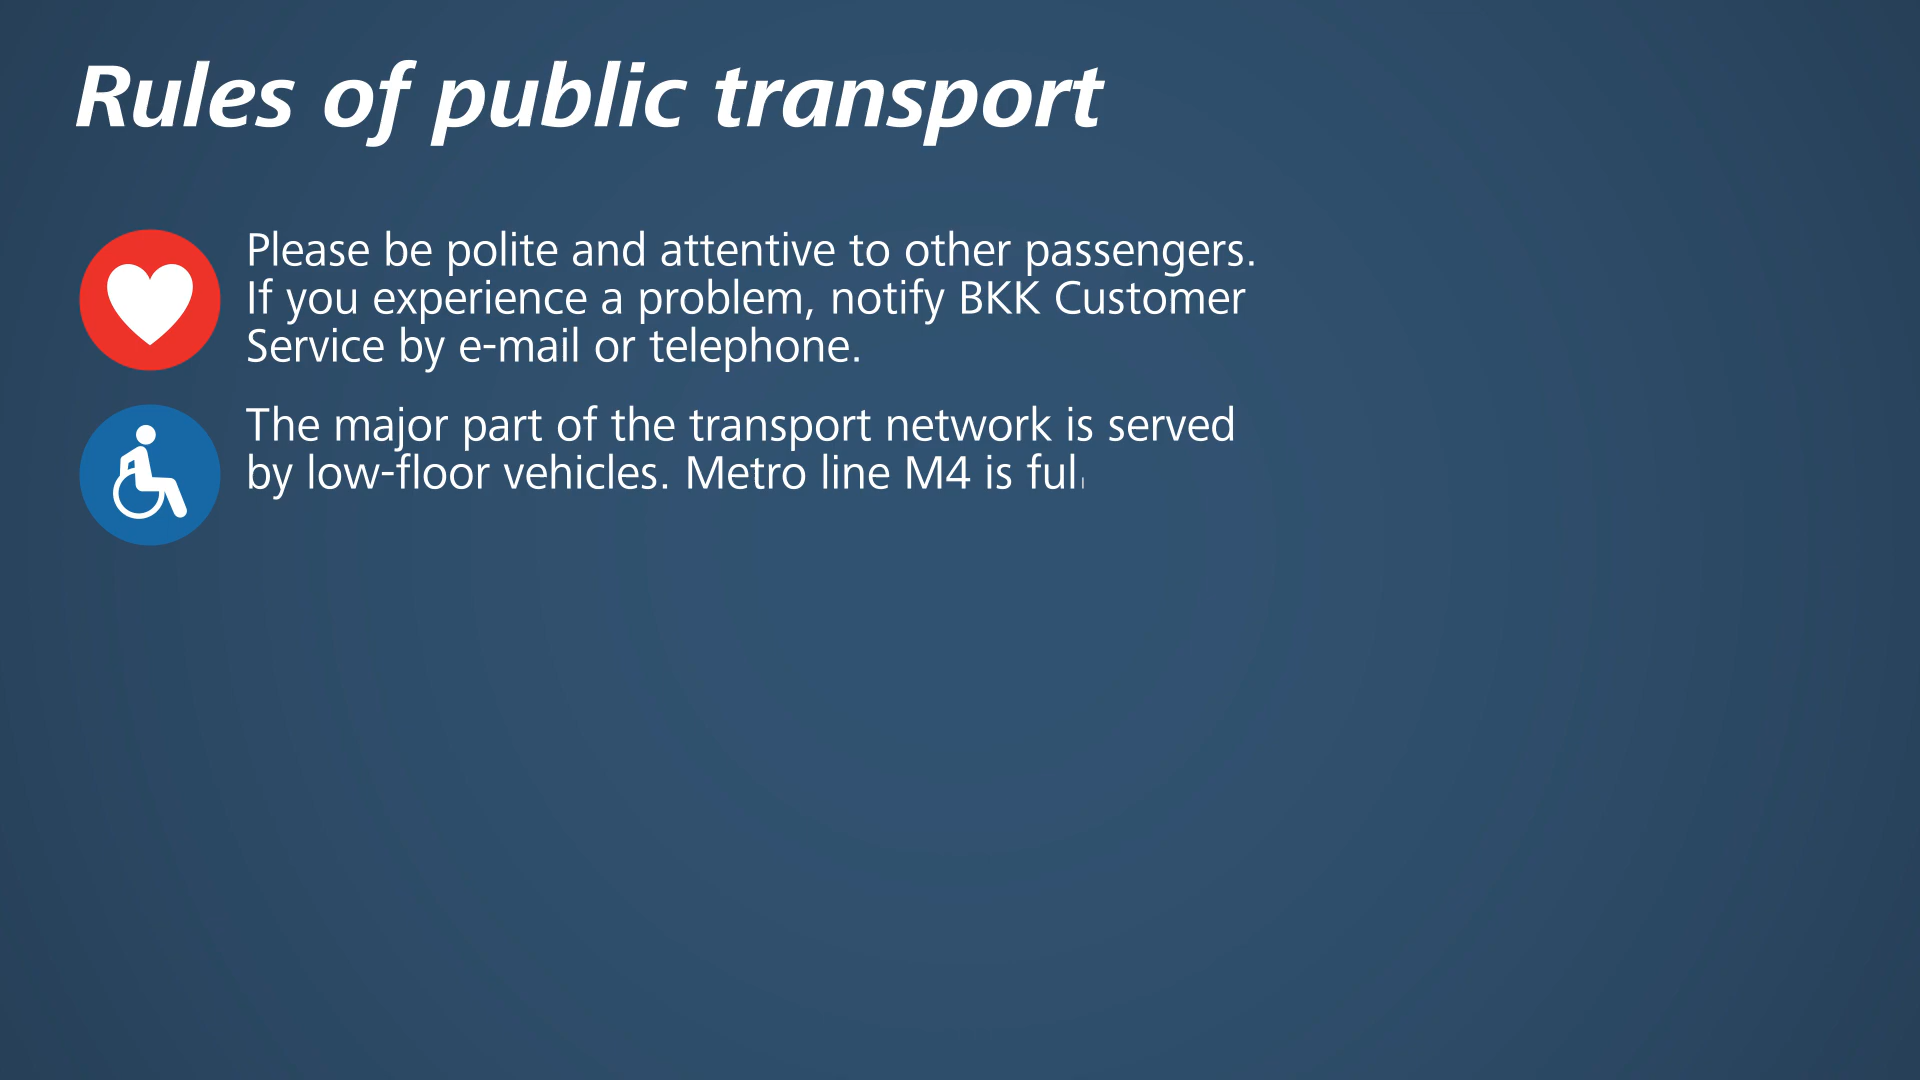 Rules of public transport
Please be polite and attentive to other passengers.
If you experience a problem, notify BKK Customer
Service by e-mail or telephone.
The major part of the transport network is served
by low-floor vehicles. Metro line M4 is ful